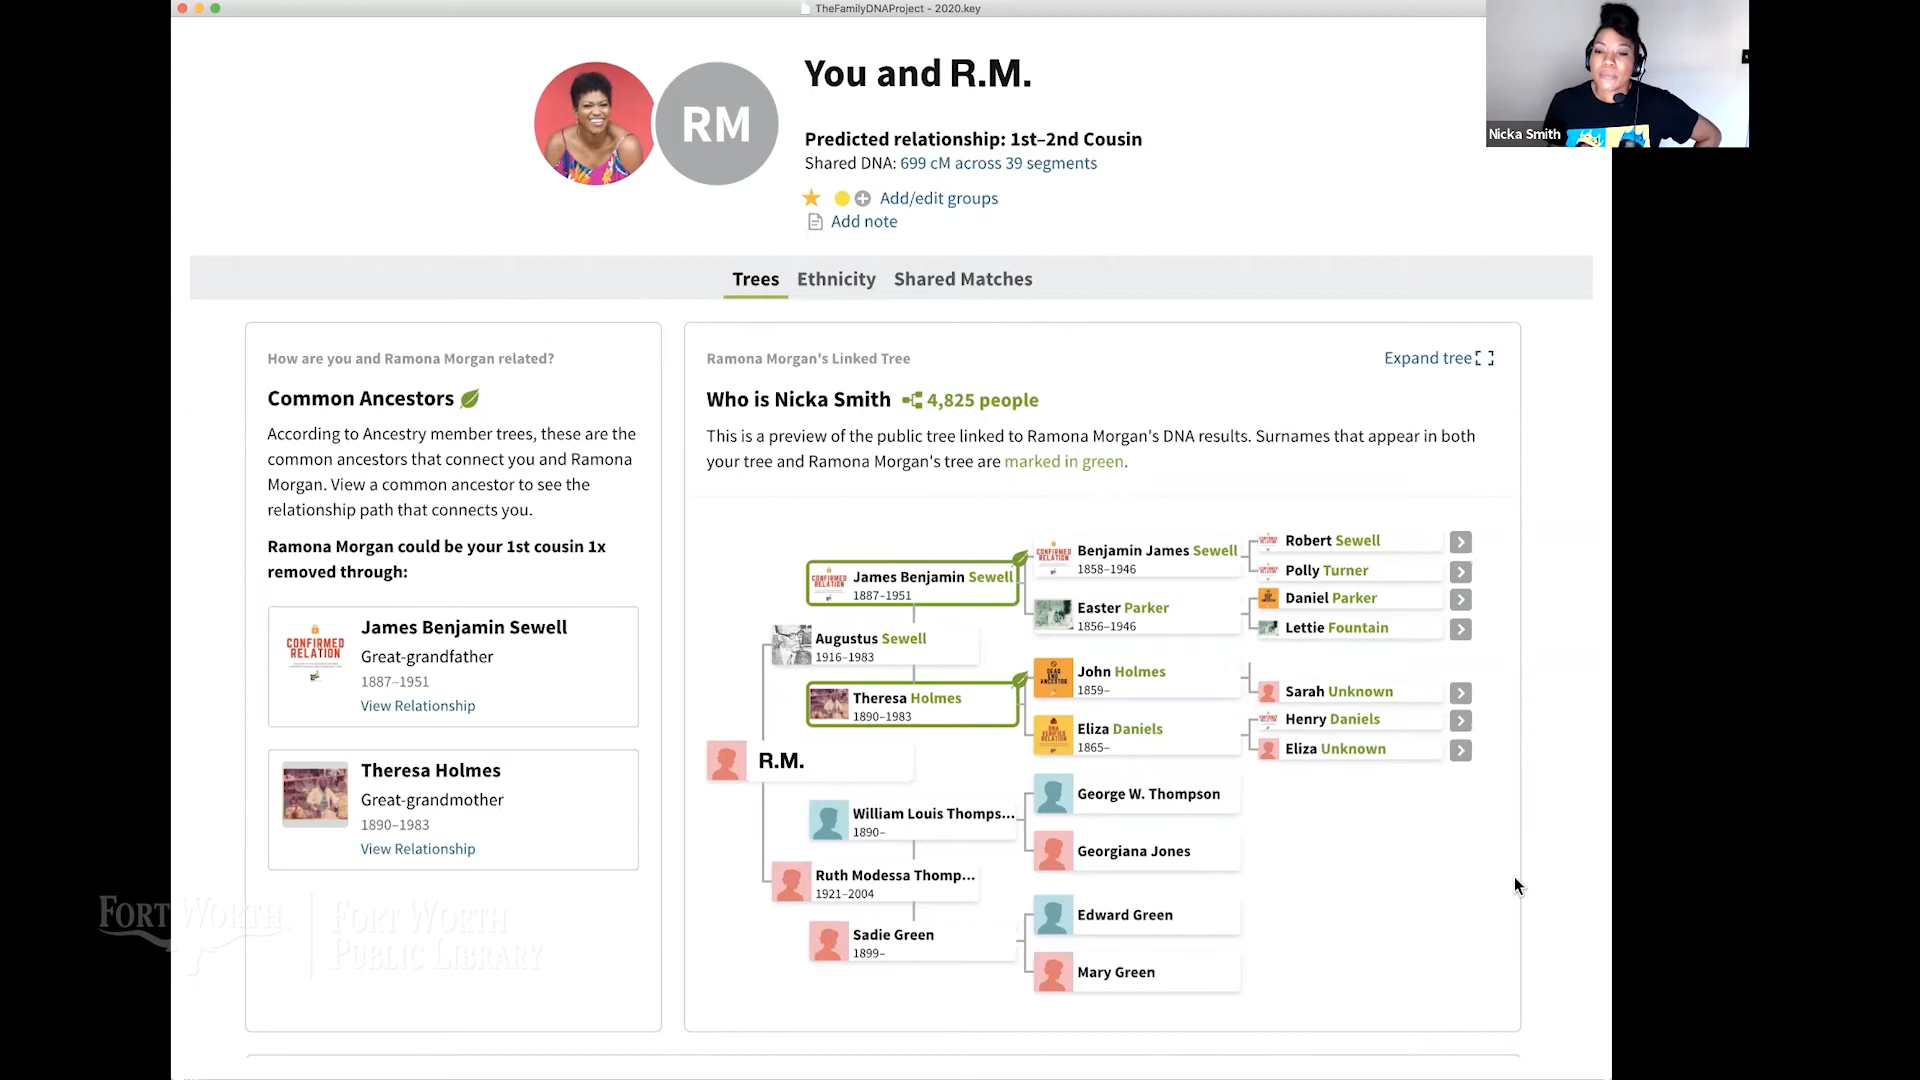 TheFamilyDNAProject - 2020.key
Nicka Smith
RM
You and R.M.
Predicted relationship: 1st–2nd Cousin
Shared DNA: 699 cM across 39 segments
Add/edit groups
Add note
Trees Ethnicity Shared Matches
How are you and Ramona Morgan related?
Common Ancestors
According to Ancestry member trees, these are the
common ancestors that connect you and Ramona
Morgan. View a common ancestor to see the
relationship path that connects you.
Ramona Morgan could be your 1st cousin 1x
removed through:
CONFIRMED
RELATION
James Benjamin Sewell
Great-grandfather
1887–1951
View Relationship
Theresa Holmes
Great-grandmother
1890–1983
View Relationship
Ramona Morgan's Linked Tree
Expand tree
Who is Nicka Smith 4,825 people
This is a preview of the public tree linked to Ramona Morgan's DNA results. Surnames that appear in both
your tree and Ramona Morgan's tree are marked in green.
R.M.
Augustus Sewell
1916–1983
CONFIRMED
RELATION
James Benjamin Sewell
1887–1951
Theresa Holmes
1890–1983
William Louis Thomps...
1890–
Ruth Modessa Thomp...
1921–2004
Sadie Green
1899–
CONFIRMED
RELATION
Benjamin James Sewell
1858–1946
Easter Parker
1856–1946
DEAD
END
ANCESTOR
John Holmes
1859–
DNA
VERIFIED
RELATION
Eliza Daniels
1865–
George W. Thompson
Georgiana Jones
Edward Green
Mary Green
Robert Sewell
Polly Turner
Daniel Parker
Lettie Fountain
Sarah Unknown
Henry Daniels
Eliza Unknown
FORT WORTH
FORT WORTH
PUBLIC LIBRARY